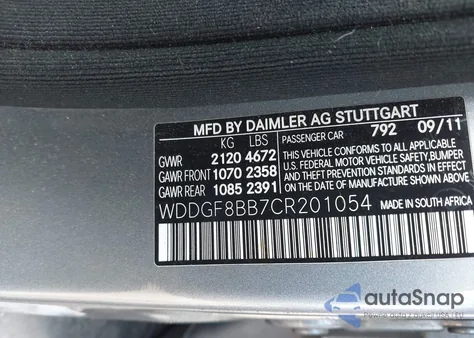 MFD BY DAIMLER AG STUTTGART
KG LBS
PASSENGER CAR 792 09/11
GVWR 2120 4672
GAWR FRONT 1070 2358
GAWR REAR 1085 2391
THIS VEHICLE CONFORMS TO ALL APPLICABLE
U.S. FEDERAL MOTOR VEHICLE SAFETY, BUMPER
AND THEFT PREVENTION STANDARDS IN EFFECT
ON THE DATE OF MANUFACTURE SHOWN ABOVE.
WDDGF8BB7CR201054
MADE IN SOUTH AFRICA
autoSnap